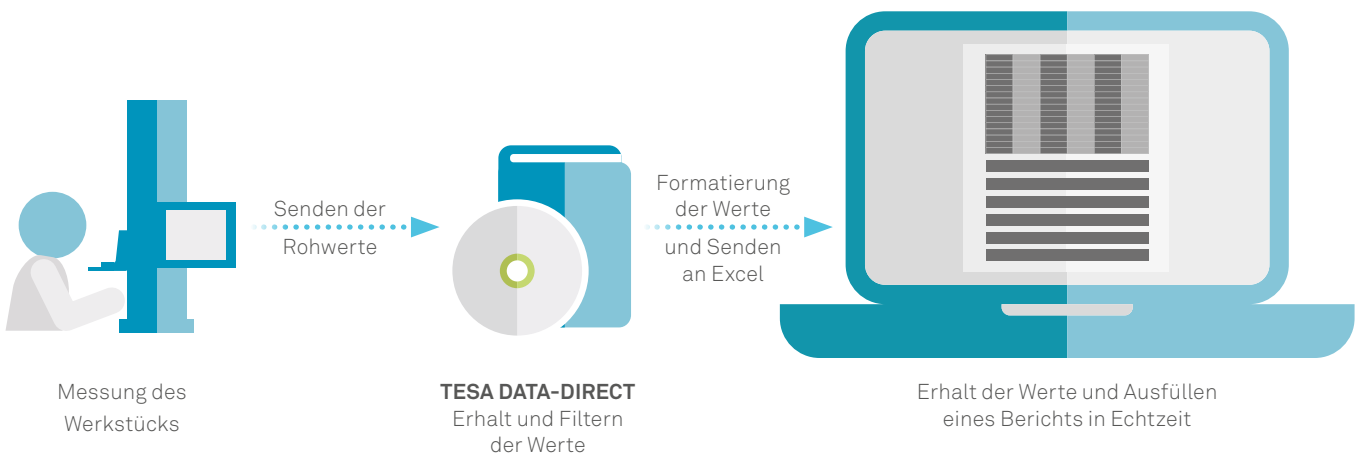 Senden der
Rohwerte
Formatierung
der Werte
und Senden
an Excel
Messung des
Werkstücks
TESA DATA-DIRECT
Erhalt und Filtern
der Werte
Erhalt der Werte und Ausfüllen
eines Berichts in Echtzeit